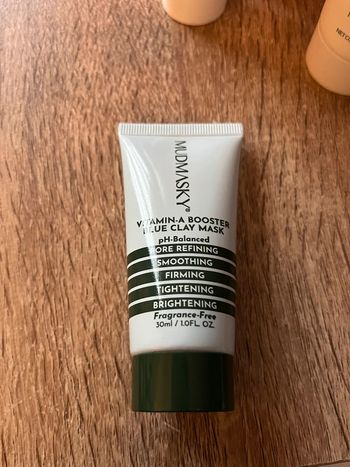 MUDMASKY®
VITAMIN-A BOOSTER
BLUE CLAY MASK
pH-Balanced
PORE REFINING
SMOOTHING
FIRMING
TIGHTENING
BRIGHTENING
Fragrance-Free
30ml / 1.0FL. OZ.